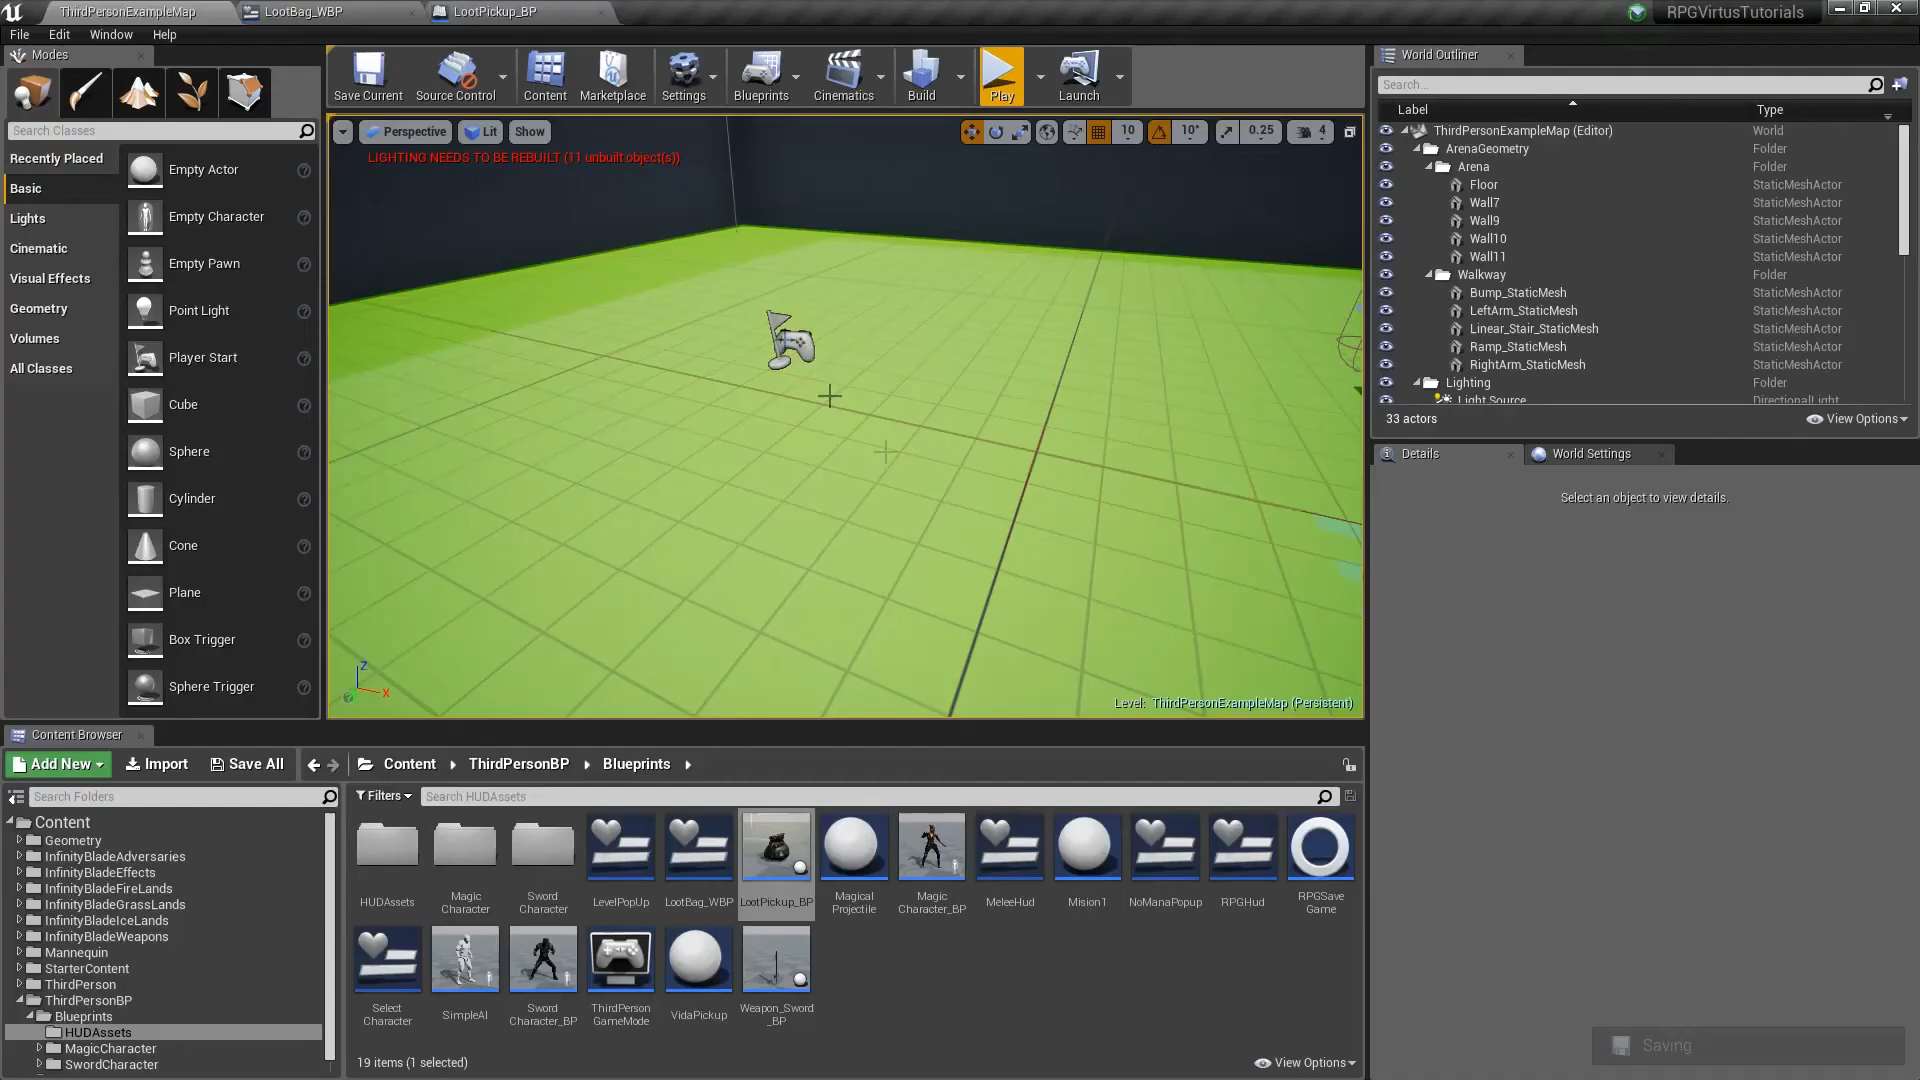 ThirdPersonExampleMap
LootBag_WBP
LootPickup_BP
RPGVirtusTutorials
File
Edit
Window
Help
Modes
Search Classes
Recently Placed
Basic
Lights
Cinematic
Visual Effects
Geometry
Volumes
All Classes
Empty Actor
Empty Character
Empty Pawn
Point Light
Player Start
Cube
Sphere
Cylinder
Cone
Plane
Box Trigger
Sphere Trigger
Save Current
Source Control
Content
Marketplace
Settings
Blueprints
Cinematics
Build
Play
Launch
Perspective
Lit
Show
10
10°
0.25
4
LIGHTING NEEDS TO BE REBUILT (11 unbuilt object(s))
Z
X
Level: ThirdPersonExampleMap (Persistent)
World Outliner
Search...
Label
Type
ThirdPersonExampleMap (Editor) World
ArenaGeometry Folder
Arena Folder
Floor StaticMeshActor
Wall7 StaticMeshActor
Wall9 StaticMeshActor
Wall10 StaticMeshActor
Wall11 StaticMeshActor
Walkway Folder
Bump_StaticMesh StaticMeshActor
LeftArm_StaticMesh StaticMeshActor
Linear_Stair_StaticMesh StaticMeshActor
Ramp_StaticMesh StaticMeshActor
RightArm_StaticMesh StaticMeshActor
Lighting Folder
Light Source DirectionalLight
33 actors
View Options
Details
World Settings
Select an object to view details.
Content Browser
Add New
Import
Save All
Content
ThirdPersonBP
Blueprints
Search Folders
Filters
Search HUDAssets
Content
Geometry
InfinityBladeAdversaries
InfinityBladeEffects
InfinityBladeFireLands
InfinityBladeGrassLands
InfinityBladeIceLands
InfinityBladeWeapons
Mannequin
StarterContent
ThirdPerson
ThirdPersonBP
Blueprints
HUDAssets
MagicCharacter
SwordCharacter
HUDAssets
Magic
Character
Sword
Character
LevelPopUp
LootBag_WBP
LootPickup_BP
Magical
Projectile
Magic
Character_BP
MeleeHud
Mision1
NoManaPopup
RPGHud
RPGSave
Game
Select
Character
SimpleAI
Sword
Character_BP
ThirdPerson
GameMode
VidaPickup
Weapon_Sword
_BP
19 items (1 selected)
View Options
Saving